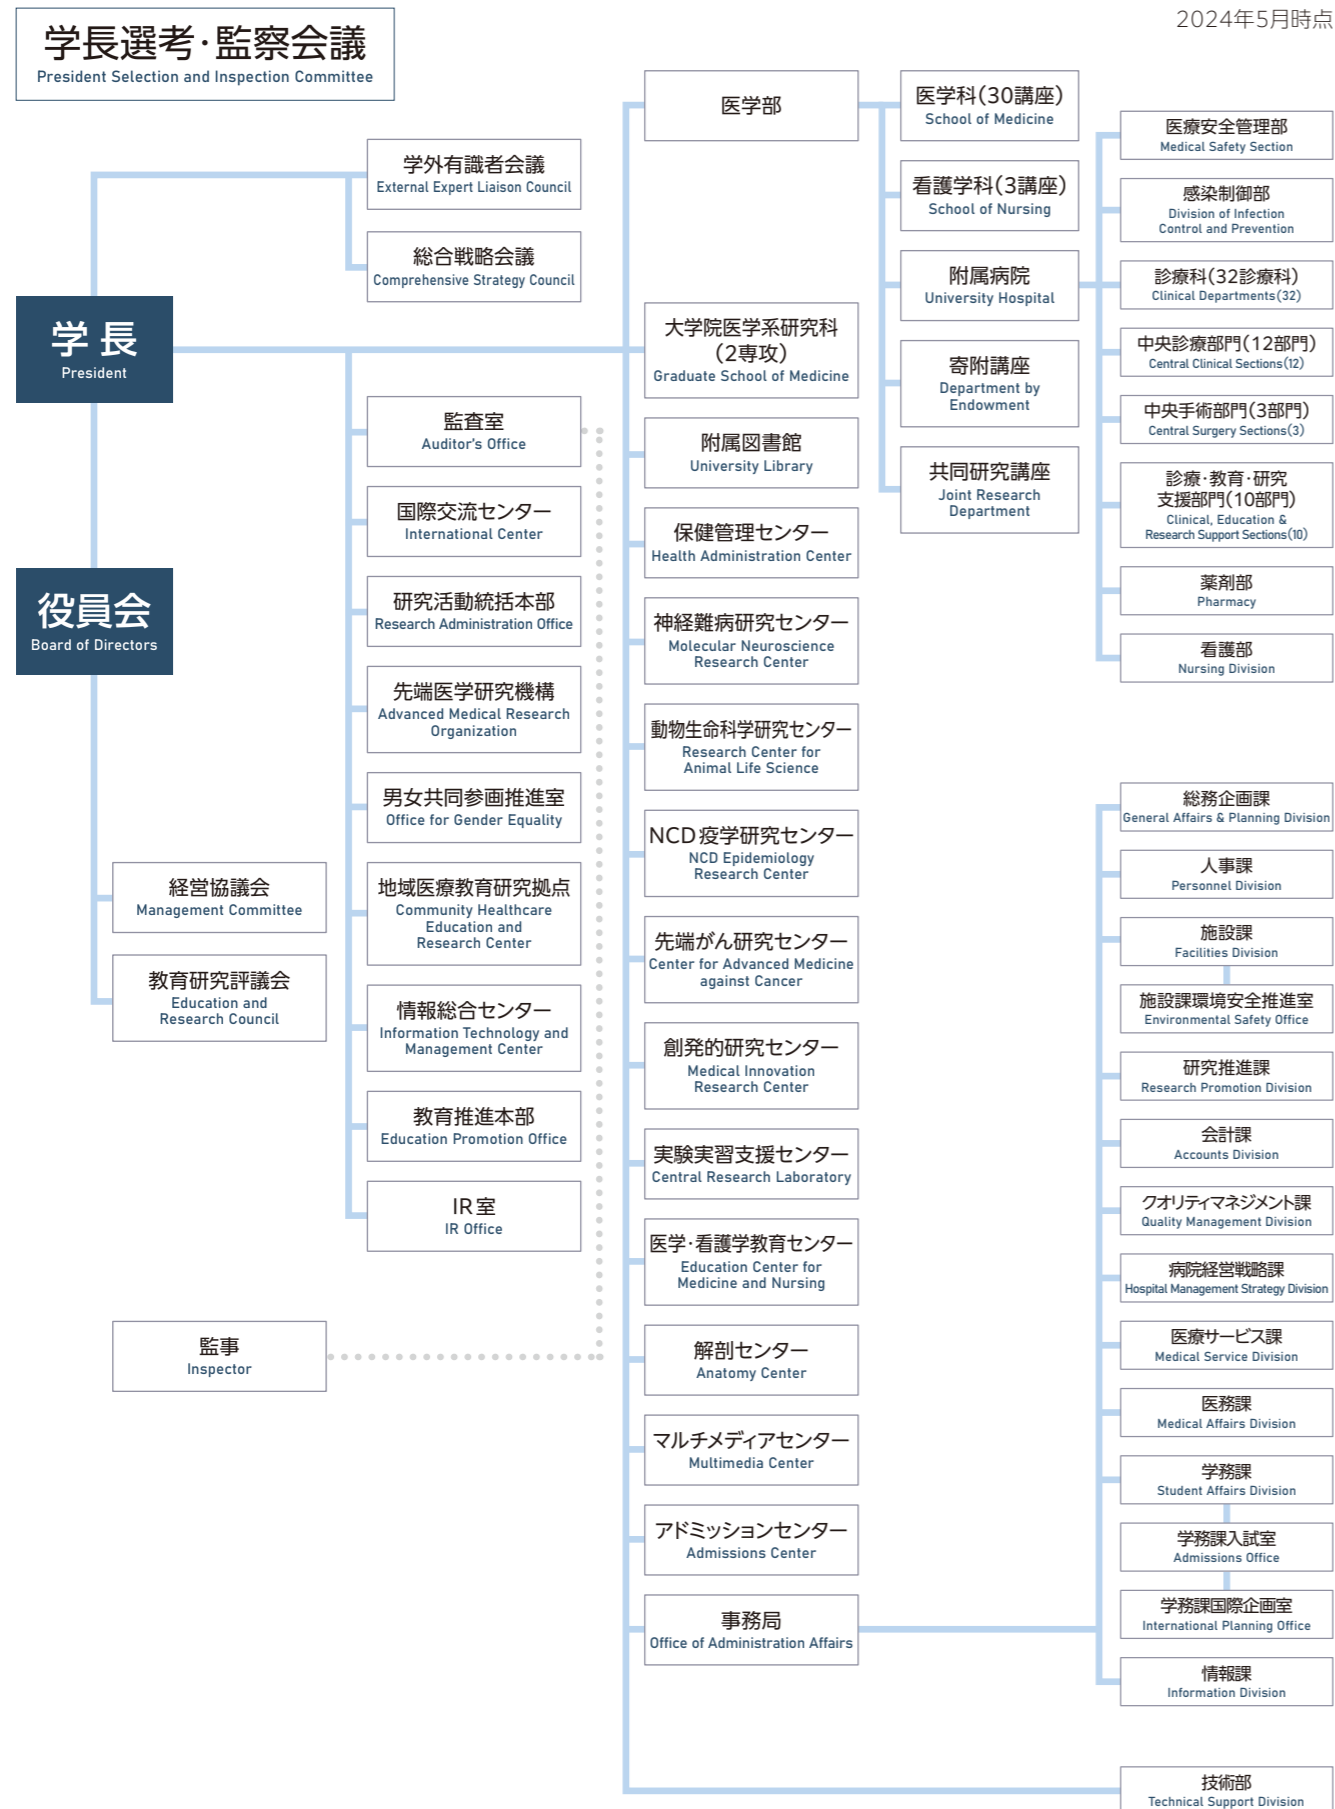 2024年5月時点
学長選考・監察会議
President Selection and Inspection Committee
学外有識者会議
External Expert Liaison Council
総合戦略会議
Comprehensive Strategy Council
学長
President
役員会
Board of Directors
経営協議会
Management Committee
教育研究評議会
Education and
Research Council
監事
Inspector
監査室
Auditor's Office
国際交流センター
International Center
研究活動統括本部
Research Administration Office
先端医学研究機構
Advanced Medical Research
Organization
男女共同参画推進室
Office for Gender Equality
地域医療教育研究拠点
Community Healthcare
Education and
Research Center
情報総合センター
Information Technology and
Management Center
教育推進本部
Education Promotion Office
IR室
IR Office
医学部
大学院医学系研究科
(2専攻)
Graduate School of Medicine
附属図書館
University Library
保健管理センター
Health Administration Center
神経難病研究センター
Molecular Neuroscience
Research Center
動物生命科学研究センター
Research Center for
Animal Life Science
NCD疫学研究センター
NCD Epidemiology
Research Center
先端がん研究センター
Center for Advanced Medicine
against Cancer
創発的研究センター
Medical Innovation
Research Center
実験実習支援センター
Central Research Laboratory
医学・看護学教育センター
Education Center for
Medicine and Nursing
解剖センター
Anatomy Center
マルチメディアセンター
Multimedia Center
アドミッションセンター
Admissions Center
事務局
Office of Administration Affairs
医学科(30講座)
School of Medicine
看護学科(3講座)
School of Nursing
附属病院
University Hospital
寄附講座
Department by
Endowment
共同研究講座
Joint Research
Department
医療安全管理部
Medical Safety Section
感染制御部
Division of Infection
Control and Prevention
診療科(32診療科)
Clinical Departments(32)
中央診療部門(12部門)
Central Clinical Sections(12)
中央手術部門(3部門)
Central Surgery Sections(3)
診療・教育・研究
支援部門(10部門)
Clinical, Education &
Research Support Sections(10)
薬剤部
Pharmacy
看護部
Nursing Division
総務企画課
General Affairs & Planning Division
人事課
Personnel Division
施設課
Facilities Division
施設課環境安全推進室
Environmental Safety Office
研究推進課
Research Promotion Division
会計課
Accounts Division
クオリティマネジメント課
Quality Management Division
病院経営戦略課
Hospital Management Strategy Division
医療サービス課
Medical Service Division
医務課
Medical Affairs Division
学務課
Student Affairs Division
学務課入試室
Admissions Office
学務課国際企画室
International Planning Office
情報課
Information Division
技術部
Technical Support Division